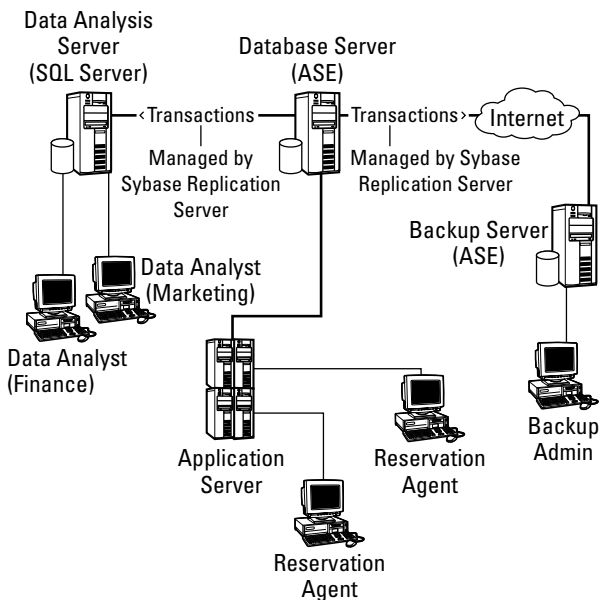 Data Analysis
Server
(SQL Server)
Database Server
(ASE)
‹Transactions
Transactions›
Internet
Managed by
Sybase Replication
Server
Managed by Sybase
Replication Server
Backup Server
(ASE)
Data Analyst
(Marketing)
Data Analyst
(Finance)
Application
Server
Reservation
Agent
Backup
Admin
Reservation
Agent